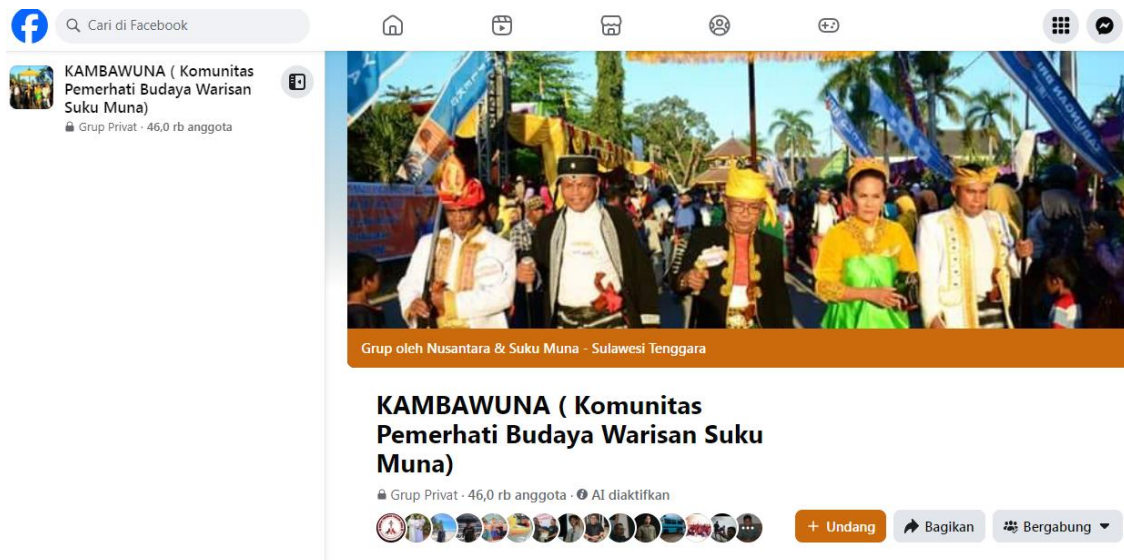 Cari di Facebook
KAMBAWUNA ( Komunitas
Pemerhati Budaya Warisan
Suku Muna)
Grup Privat · 46,0 rb anggota
Grup oleh Nusantara & Suku Muna - Sulawesi Tenggara
KAMBAWUNA ( Komunitas
Pemerhati Budaya Warisan Suku
Muna)
Grup Privat · 46,0 rb anggota · AI diaktifkan
+ Undang
Bagikan
Bergabung